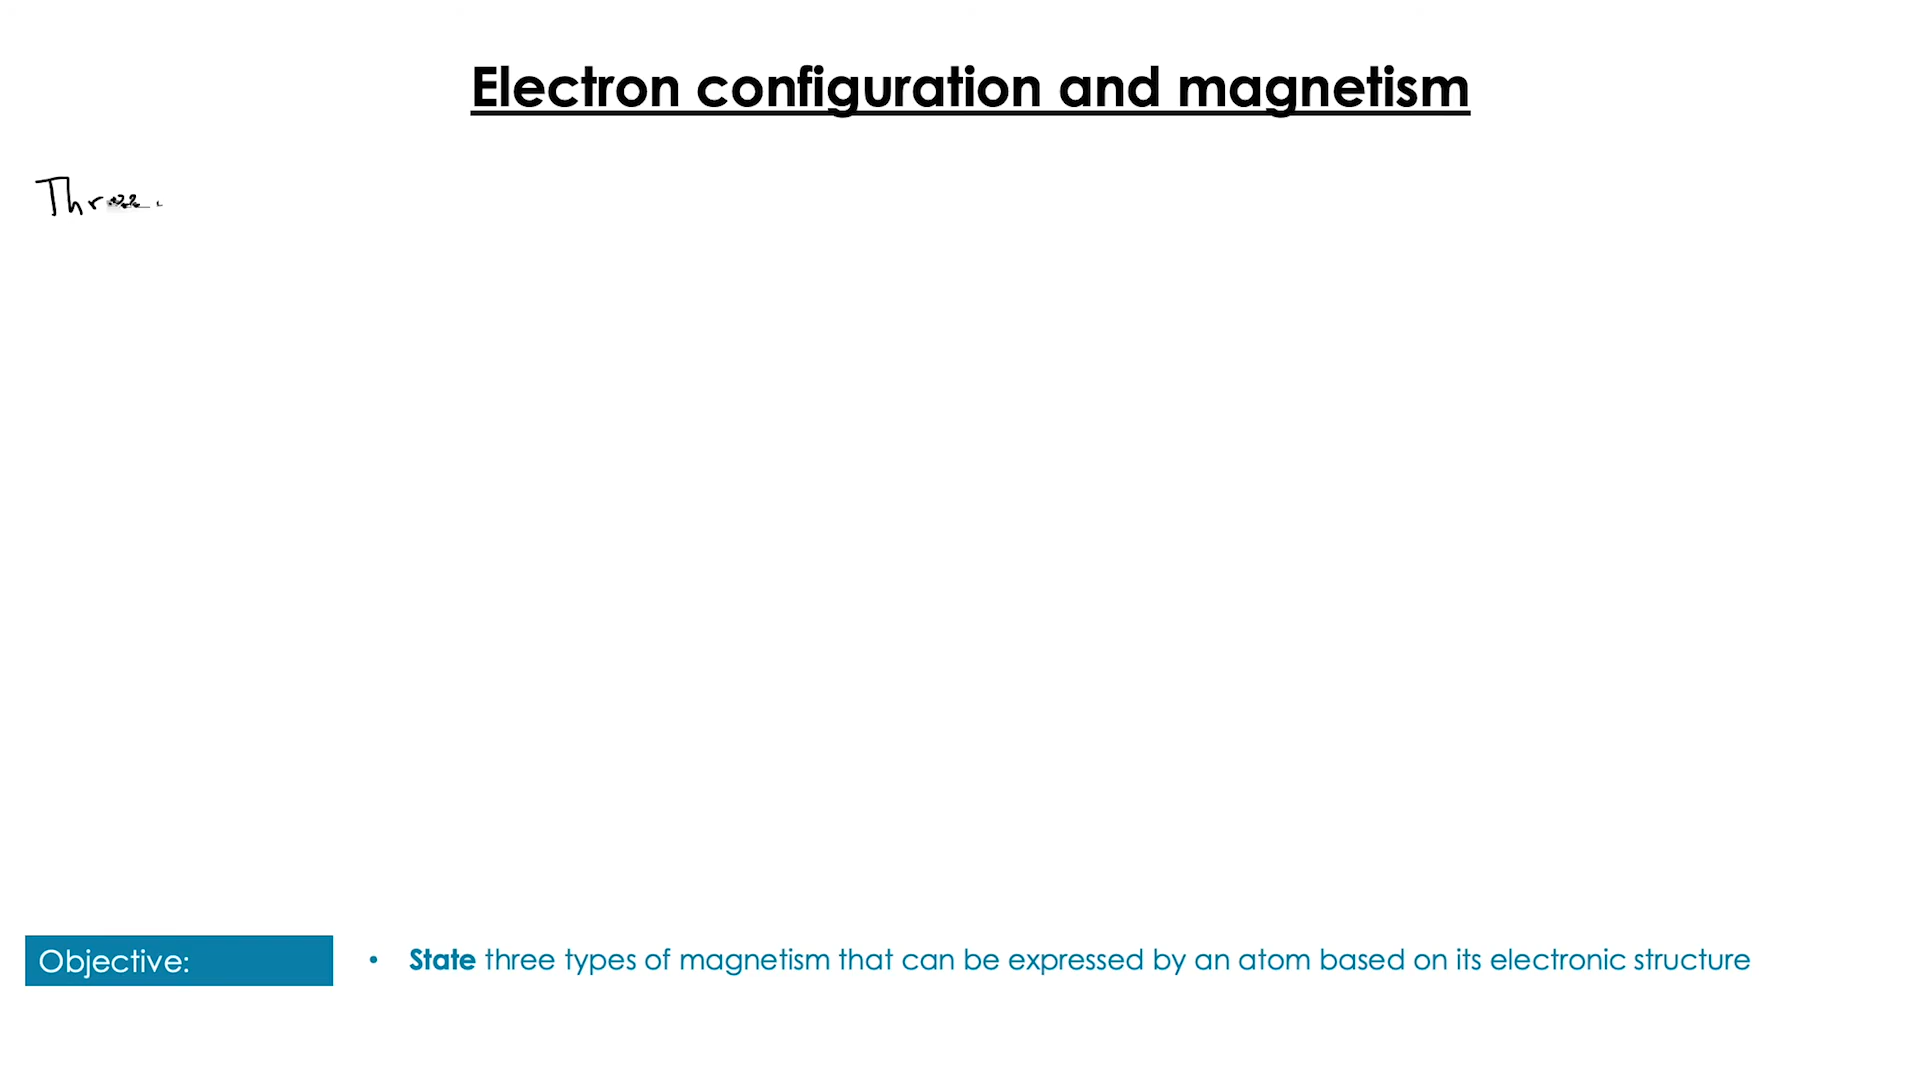 Electron configuration and magnetism
Three
Objective:
• State three types of magnetism that can be expressed by an atom based on its electronic structure